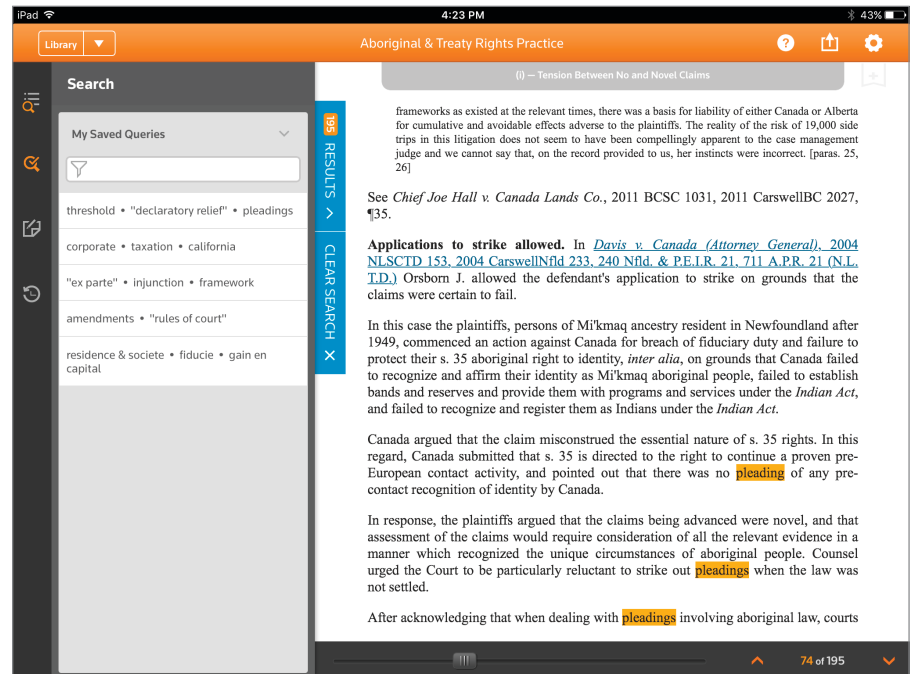 iPad
4:23 PM
43%
Library
Aboriginal & Treaty Rights Practice
?
Search
My Saved Queries
threshold • "declaratory relief" • pleadings
corporate • taxation • california
"ex parte" • injunction • framework
amendments • "rules of court"
residence & societe • fiducie • gain en
capital
195 RESULTS
CLEAR SEARCH X
(i) — Tension Between No and Novel Claims
frameworks as existed at the relevant times, there was a basis for liability of either Canada or Alberta
for cumulative and avoidable effects adverse to the plaintiffs. The reality of the risk of 19,000 side
trips in this litigation does not seem to have been compellingly apparent to the case management
judge and we cannot say that, on the record provided to us, her instincts were incorrect. [paras. 25,
26]
See Chief Joe Hall v. Canada Lands Co., 2011 BCSC 1031, 2011 CarswellBC 2027,
¶35.
Applications to strike allowed. In Davis v. Canada (Attorney General), 2004
NLSCTD 153, 2004 CarswellNfld 233, 240 Nfld. & P.E.I.R. 21, 711 A.P.R. 21 (N.L.
T.D.) Orsborn J. allowed the defendant's application to strike on grounds that the
claims were certain to fail.
In this case the plaintiffs, persons of Mi'kmaq ancestry resident in Newfoundland after
1949, commenced an action against Canada for breach of fiduciary duty and failure to
protect their s. 35 aboriginal right to identity, inter alia, on grounds that Canada failed
to recognize and affirm their identity as Mi'kmaq aboriginal people, failed to establish
bands and reserves and provide them with programs and services under the Indian Act,
and failed to recognize and register them as Indians under the Indian Act.
Canada argued that the claim misconstrued the essential nature of s. 35 rights. In this
regard, Canada submitted that s. 35 is directed to the right to continue a proven pre-
European contact activity, and pointed out that there was no pleading of any pre-
contact recognition of identity by Canada.
In response, the plaintiffs argued that the claims being advanced were novel, and that
assessment of the claims would require consideration of all the relevant evidence in a
manner which recognized the unique circumstances of aboriginal people. Counsel
urged the Court to be particularly reluctant to strike out pleadings when the law was
not settled.
After acknowledging that when dealing with pleadings involving aboriginal law, courts
74 of 195